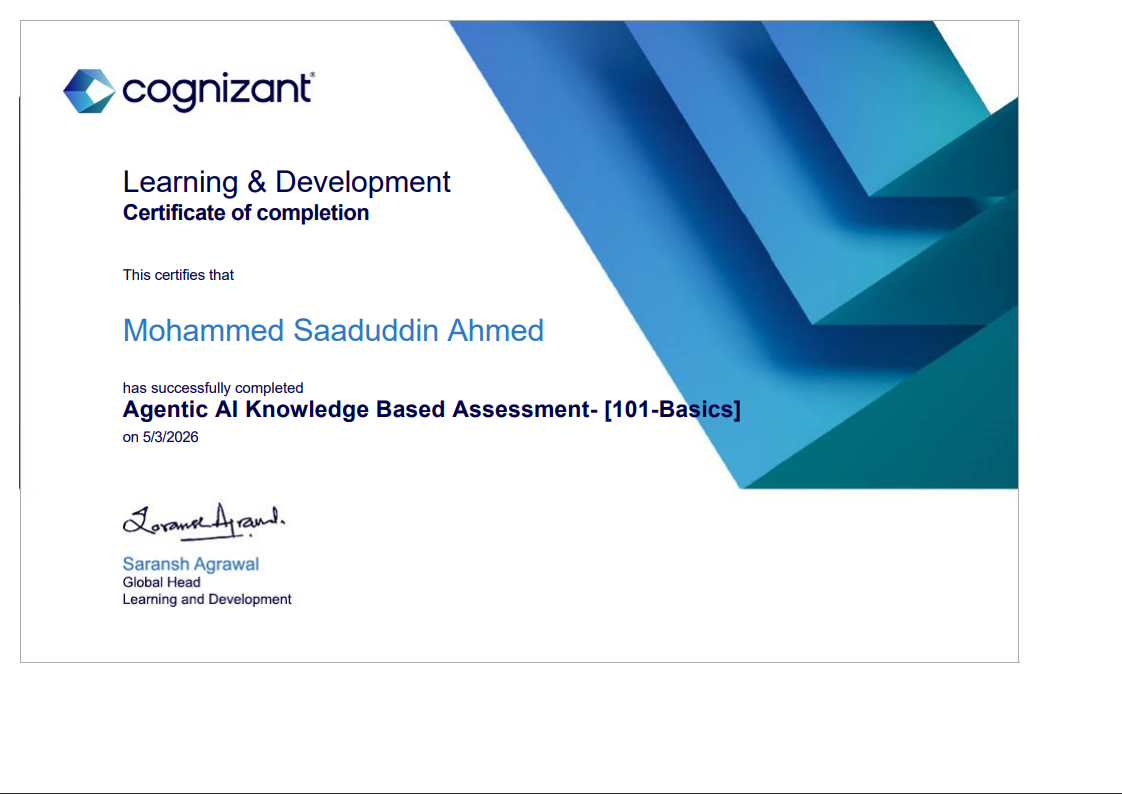 cognizant®
Learning & Development
Certificate of completion
This certifies that
Mohammed Saaduddin Ahmed
has successfully completed
Agentic AI Knowledge Based Assessment- [101-Basics]
on 5/3/2026
Saransh Agrawal
Global Head
Learning and Development